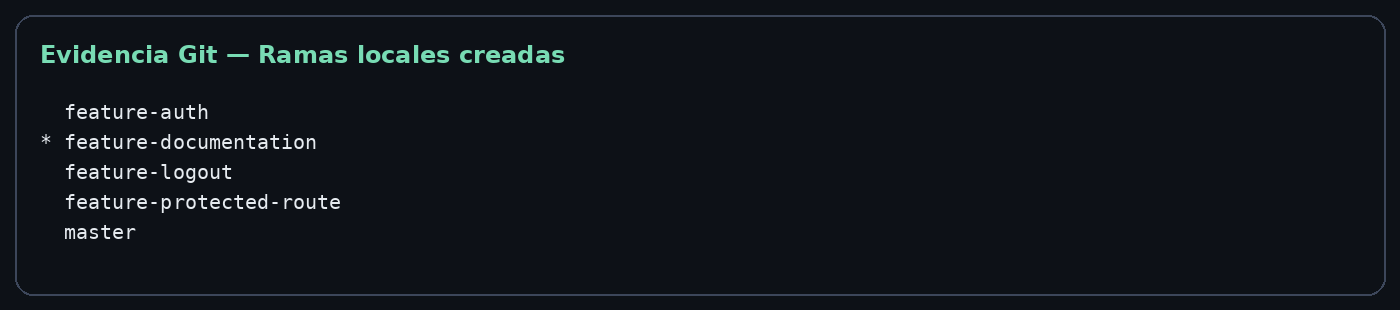 Evidencia Git — Ramas locales creadas
feature-auth
* feature-documentation
feature-logout
feature-protected-route
master